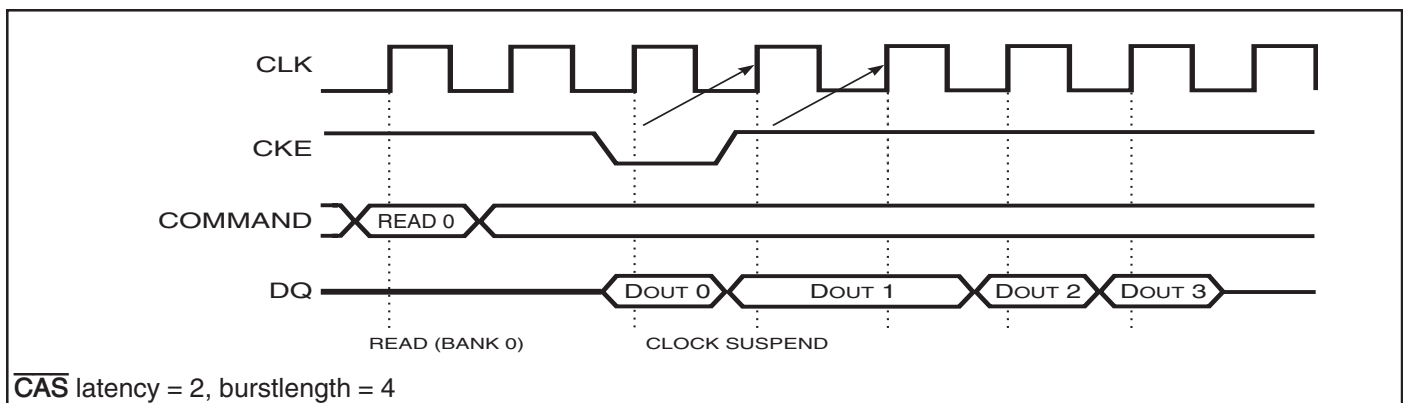 CLK
CKE
COMMAND READ 0
DQ DOUT 0 DOUT 1 DOUT 2 DOUT 3
READ (BANK 0) CLOCK SUSPEND
CAS latency = 2, burstlength = 4